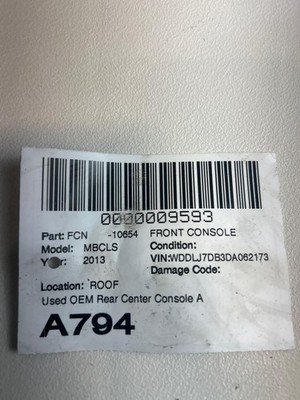 0000009593
Part: FCN -10654 FRONT CONSOLE
Model: MBCLS Condition:
Year: 2013 VIN:WDDLJ7DB3DA062173
Damage Code:
Location: ROOF
Used OEM Rear Center Console A
A794